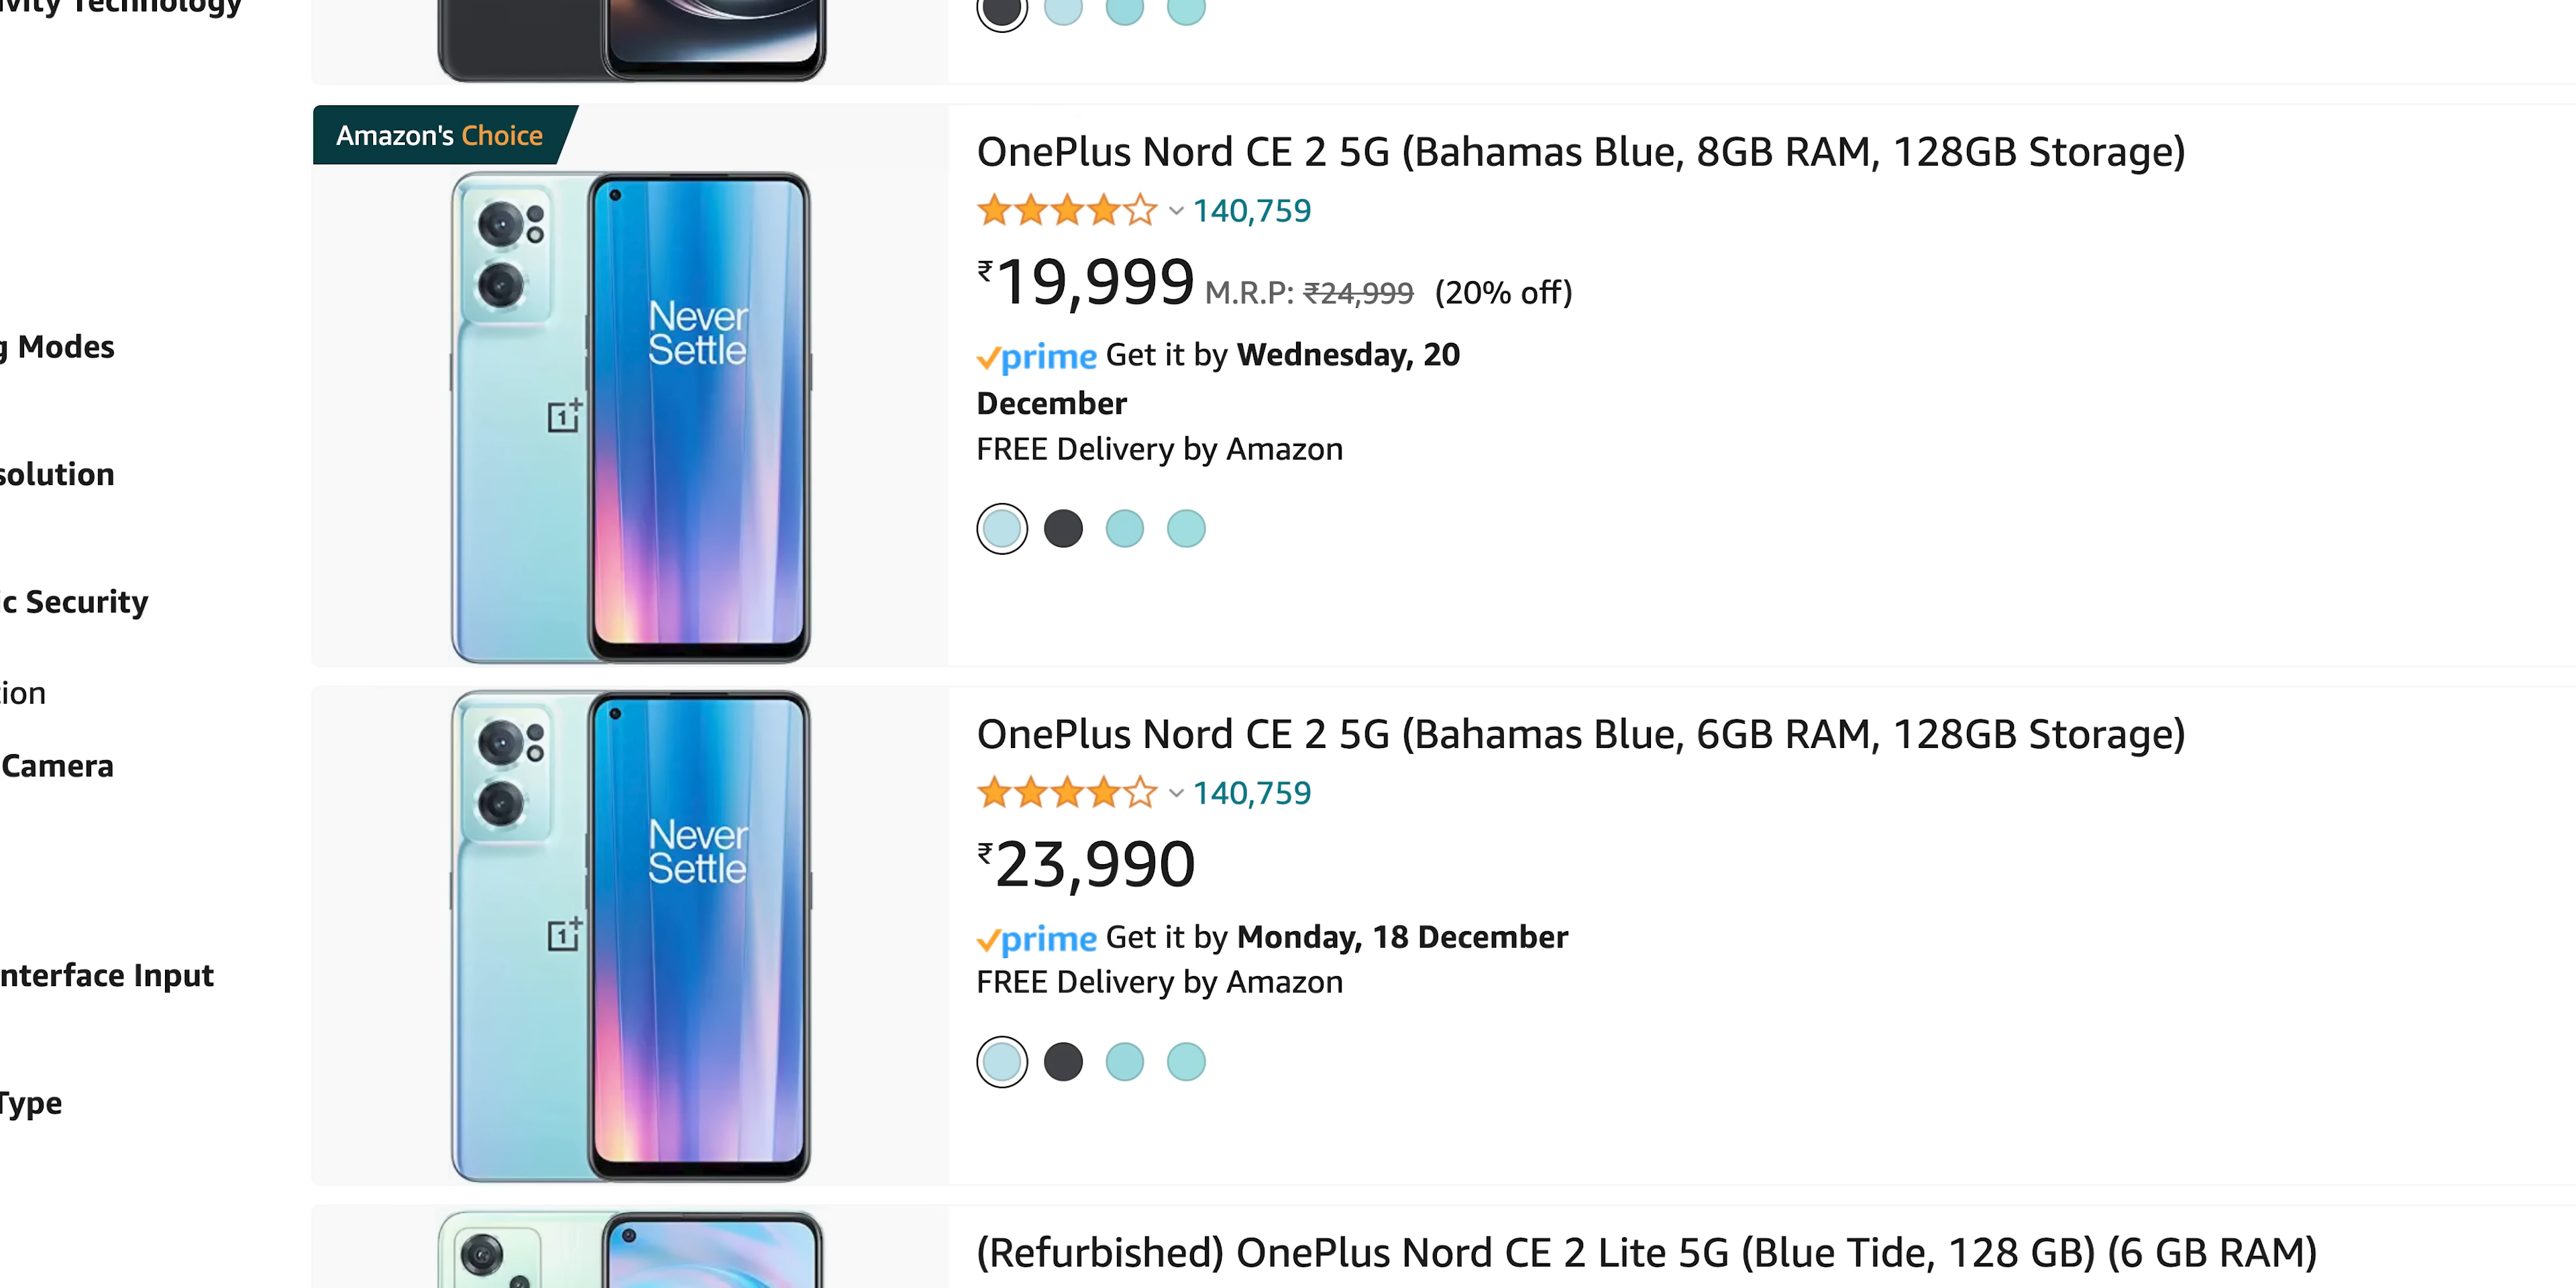 Technology
Modes
Security
Camera
Input
Type
Amazon's Choice
Never
Settle
1+
OnePlus Nord CE 2 5G (Bahamas Blue, 8GB RAM, 128GB Storage)
140,759
₹19,999 M.R.P: ₹24,999 (20% off)
prime Get it by Wednesday, 20
December
FREE Delivery by Amazon
Never
Settle
1+
OnePlus Nord CE 2 5G (Bahamas Blue, 6GB RAM, 128GB Storage)
140,759
₹23,990
prime Get it by Monday, 18 December
FREE Delivery by Amazon
(Refurbished) OnePlus Nord CE 2 Lite 5G (Blue Tide, 128 GB) (6 GB RAM)